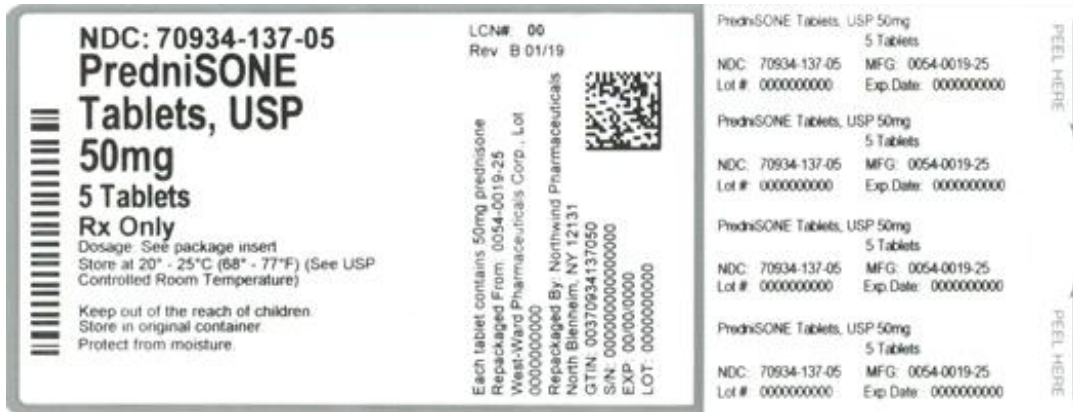 NDC: 70934-137-05
PredniSONE
Tablets, USP
50mg
5 Tablets
Rx Only
Dosage: See package insert
Store at 20° - 25°C (68° - 77°F) (See USP
Controlled Room Temperature)
Keep out of the reach of children.
Store in original container.
Protect from moisture.
LCN#: 00
Rev B 01/19
Each tablet contains 50mg prednisone
Repackaged From: 0054-0019-25
West-Ward Pharmaceuticals Corp., Lot
0000000000
Repackaged By: Northwind Pharmaceuticals
North Blenheim, NY 12131
GTIN: 00370934137050
S/N: 00000000000000000
EXP: 00/00/0000
LOT: 0000000000
PredniSONE Tablets, USP 50mg
5 Tablets
NDC: 70934-137-05 MFG: 0054-0019-25
Lot #: 0000000000 Exp.Date: 0000000000
PredniSONE Tablets, USP 50mg
5 Tablets
NDC: 70934-137-05 MFG: 0054-0019-25
Lot #: 0000000000 Exp.Date: 0000000000
PredniSONE Tablets, USP 50mg
5 Tablets
NDC: 70934-137-05 MFG: 0054-0019-25
Lot #: 0000000000 Exp.Date: 0000000000
PredniSONE Tablets, USP 50mg
5 Tablets
NDC: 70934-137-05 MFG: 0054-0019-25
Lot #: 0000000000 Exp.Date: 0000000000
PEEL HERE
PEEL HERE